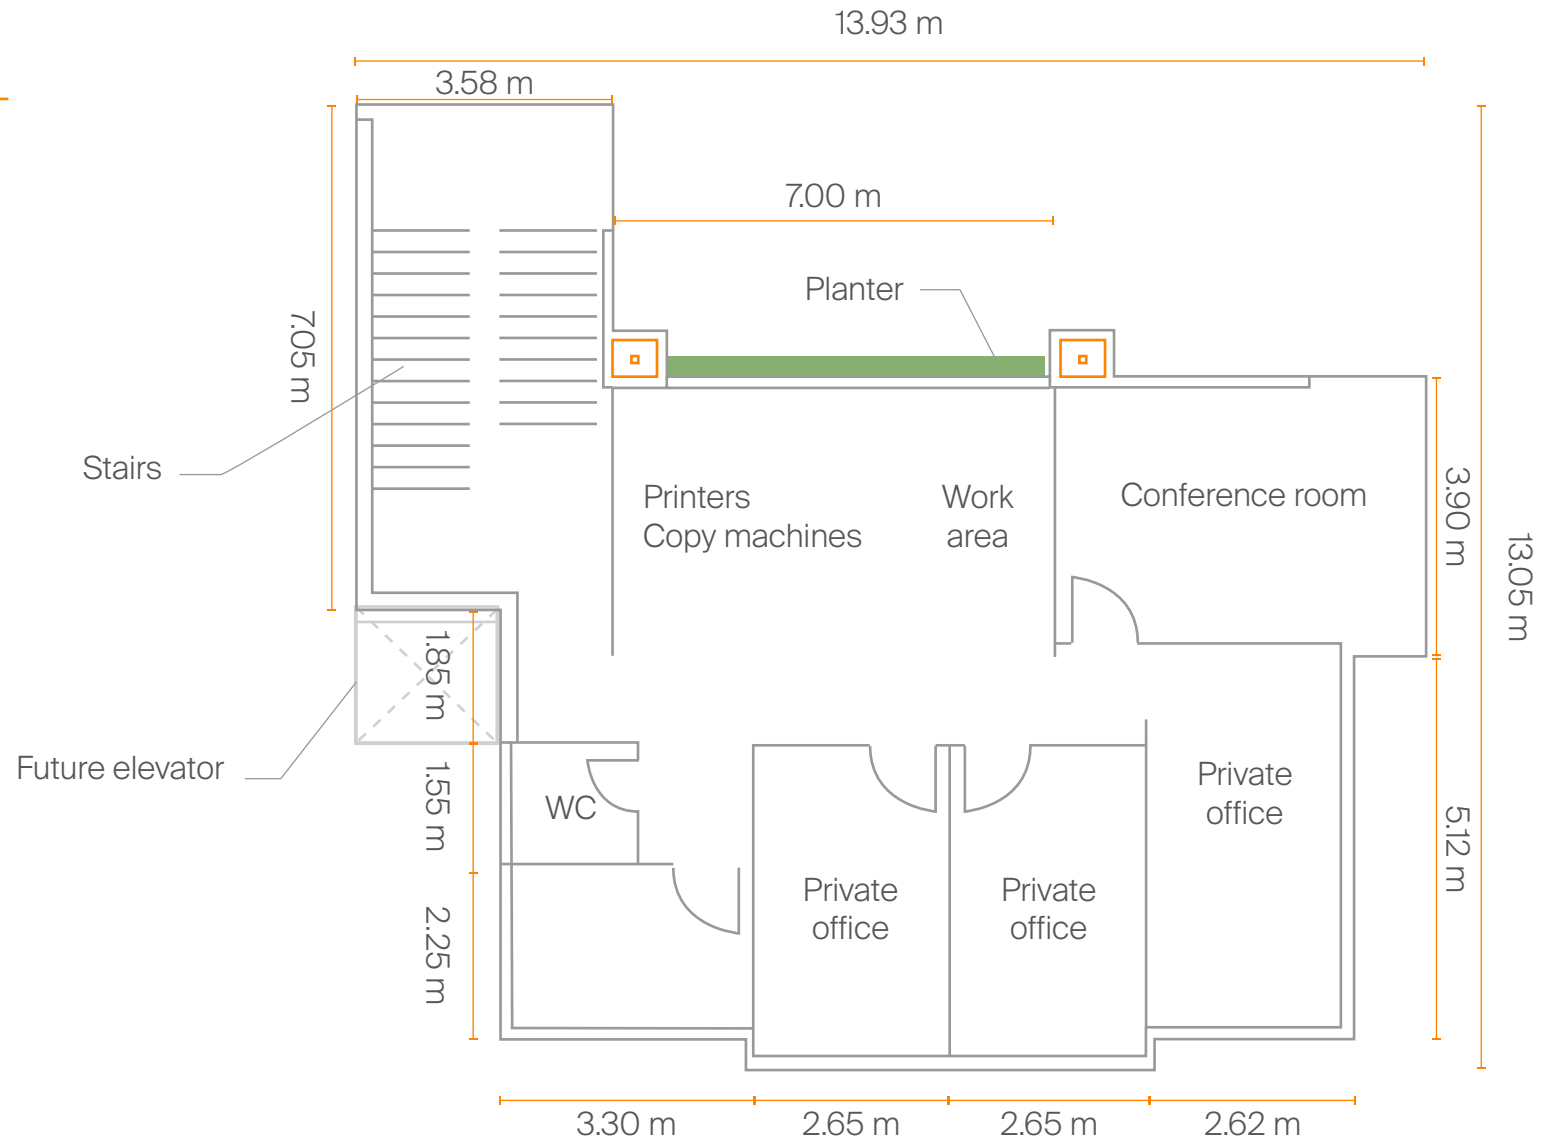 13.93 m
3.58 m
7.00 m
Planter
7.05 m
Stairs
Printers
Copy machines
Work
area
Conference room
3.90 m
13.05 m
1.85 m
Future elevator
1.55 m
WC
Private
office
5.12 m
2.25 m
Private
office
Private
office
3.30 m
2.65 m
2.65 m
2.62 m